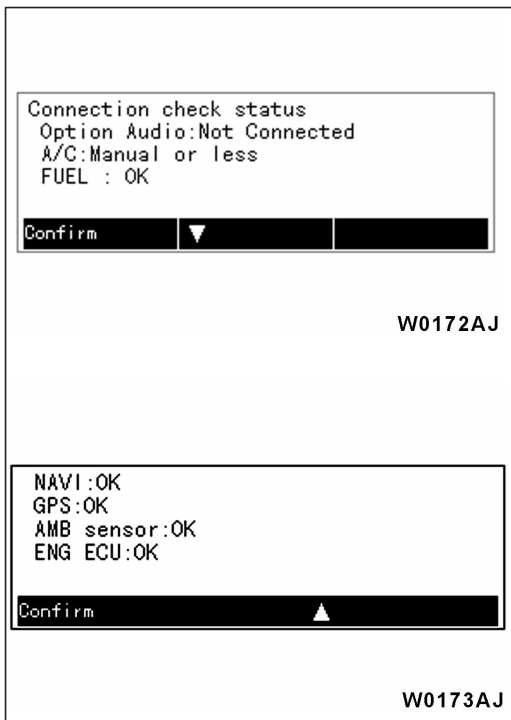 Connection check status
Option Audio:Not Connected
A/C:Manual or less
FUEL : OK
Confirm ▼
W0172AJ
NAVI:OK
GPS:OK
AMB sensor:OK
ENG ECU:OK
Confirm ▲
W0173AJ